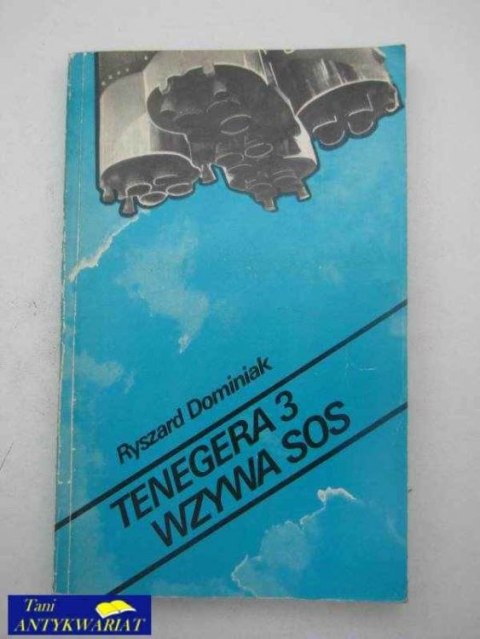 Ryszard Dominiak
TENEGERA 3
WZYWA SOS
Tani
ANTYKWARIAT